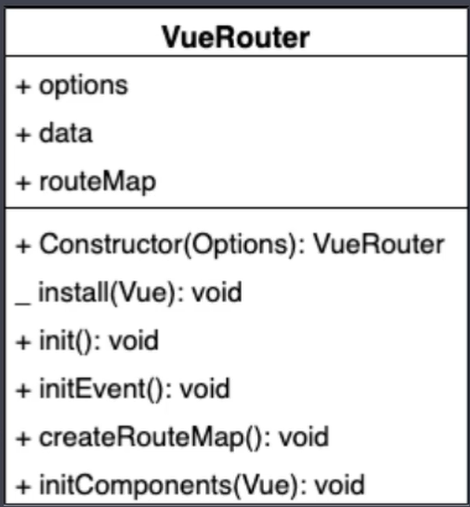 VueRouter
+ options
+ data
+ routeMap
+ Constructor(Options): VueRouter
_ install(Vue): void
+ init(): void
+ initEvent(): void
+ createRouteMap(): void
+ initComponents(Vue): void